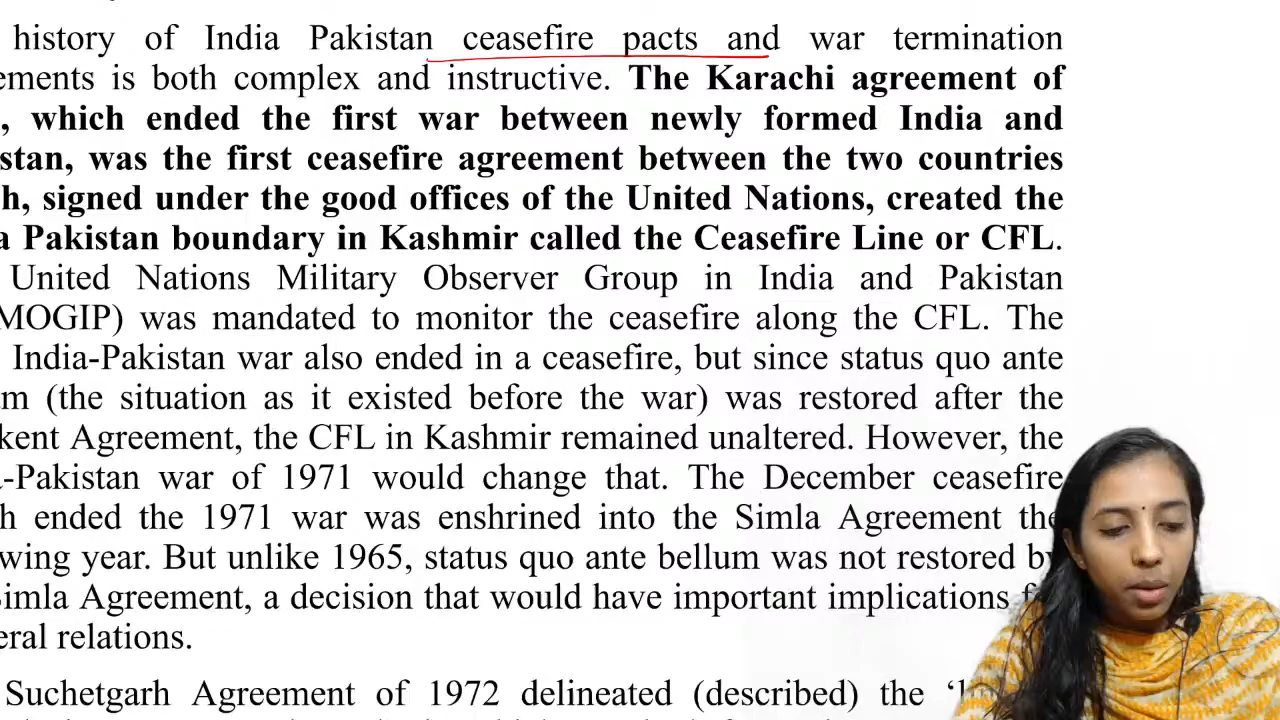 history of India Pakistan ceasefire pacts and war termination
ements is both complex and instructive. The Karachi agreement of
, which ended the first war between newly formed India and
stan, was the first ceasefire agreement between the two countries
h, signed under the good offices of the United Nations, created the
a Pakistan boundary in Kashmir called the Ceasefire Line or CFL.
United Nations Military Observer Group in India and Pakistan
MOGIP) was mandated to monitor the ceasefire along the CFL. The
India-Pakistan war also ended in a ceasefire, but since status quo ante
um (the situation as it existed before the war) was restored after the
kent Agreement, the CFL in Kashmir remained unaltered. However, the
-Pakistan war of 1971 would change that. The December ceasefire
h ended the 1971 war was enshrined into the Simla Agreement the
wing year. But unlike 1965, status quo ante bellum was not restored by
Simla Agreement, a decision that would have important implications
eral relations.
Suchetgarh Agreement of 1972 delineated (described) the